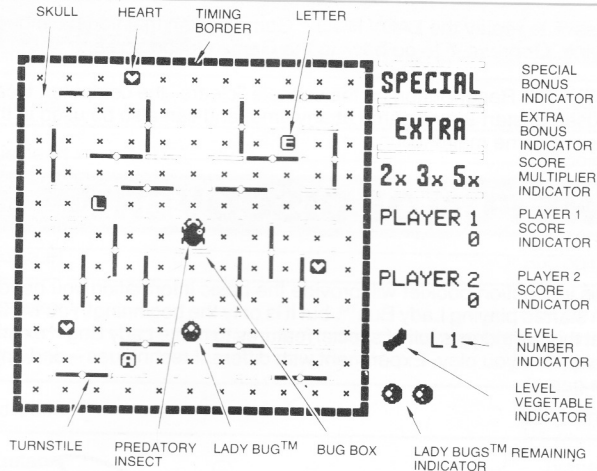 SKULL
HEART
TIMING
BORDER
LETTER
SPECIAL
SPECIAL
BONUS
INDICATOR
EXTRA
EXTRA
BONUS
INDICATOR
E
2x 3x 5x
SCORE
MULTIPLIER
INDICATOR
L
PLAYER 1
0
PLAYER 1
SCORE
INDICATOR
PLAYER 2
0
PLAYER 2
SCORE
INDICATOR
L 1
LEVEL
NUMBER
INDICATOR
A
LEVEL
VEGETABLE
INDICATOR
TURNSTILE
PREDATORY
INSECT
LADY BUG™
BUG BOX
LADY BUGS™ REMAINING
INDICATOR